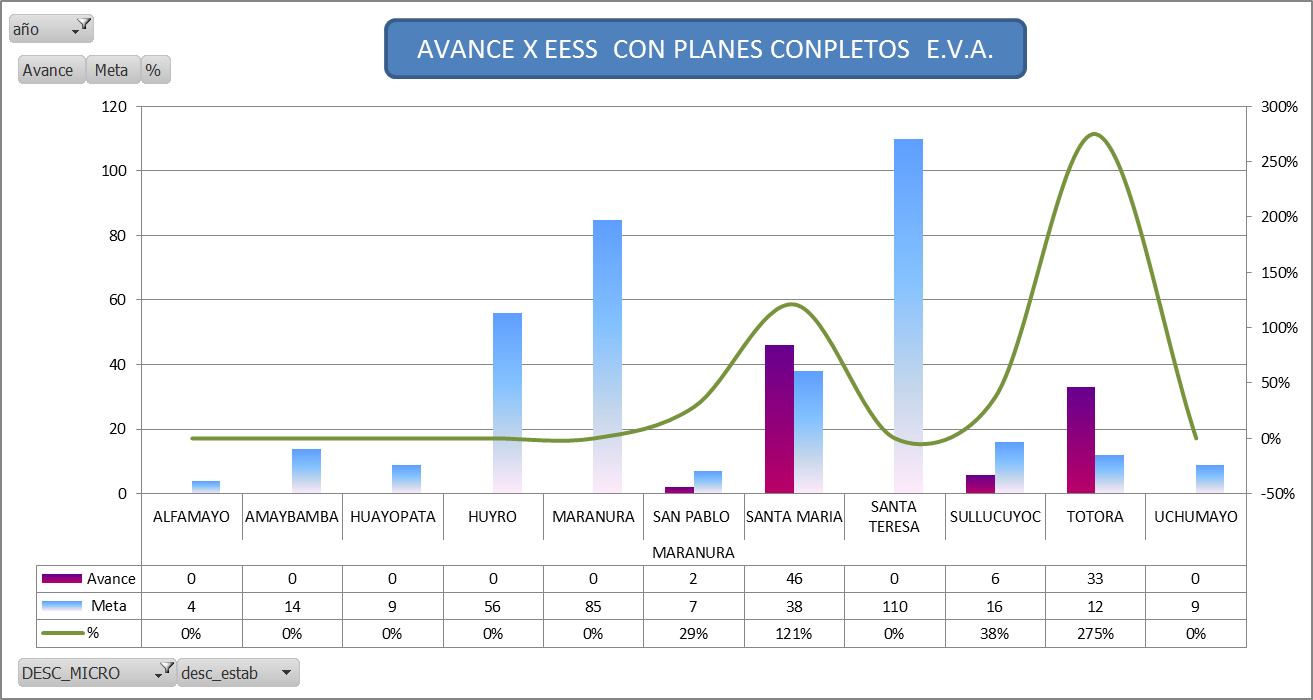 año
AVANCE X EESS CON PLANES CONPLETOS E.V.A.
Avance Meta %
120 300%
100 250%
80 200%
60 150%
40 100%
20 50%
0 0%
-50%
ALFAMAYO AMAYBAMBA HUAYOPATA HUYRO MARANURA SAN PABLO SANTA MARIA SANTA TERESA SULLUCUYOC TOTORA UCHUMAYO
MARANURA
Avance 0 0 0 0 0 2 46 0 6 33 0
Meta 4 14 9 56 85 7 38 110 16 12 9
% 0% 0% 0% 0% 0% 29% 121% 0% 38% 275% 0%
DESC_MICRO desc_estab